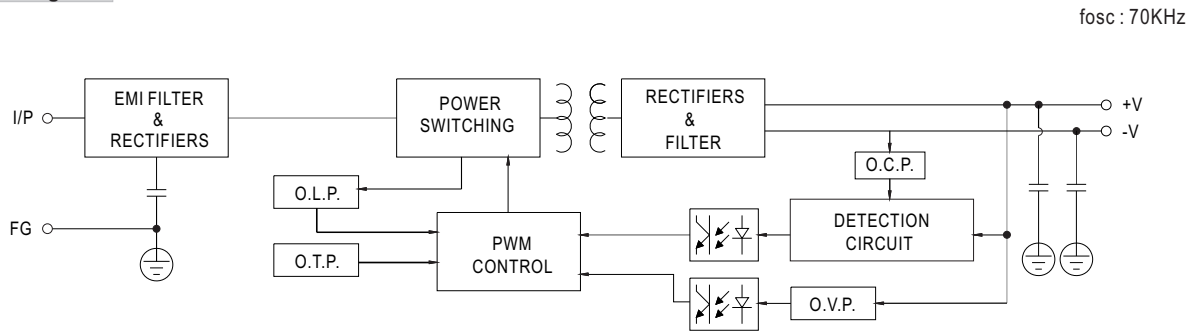 fosc : 70KHz
I/P
EMI FILTER
&
RECTIFIERS
POWER
SWITCHING
RECTIFIERS
&
FILTER
+V
-V
O.C.P.
O.L.P.
FG
DETECTION
CIRCUIT
PWM
CONTROL
O.T.P.
O.V.P.